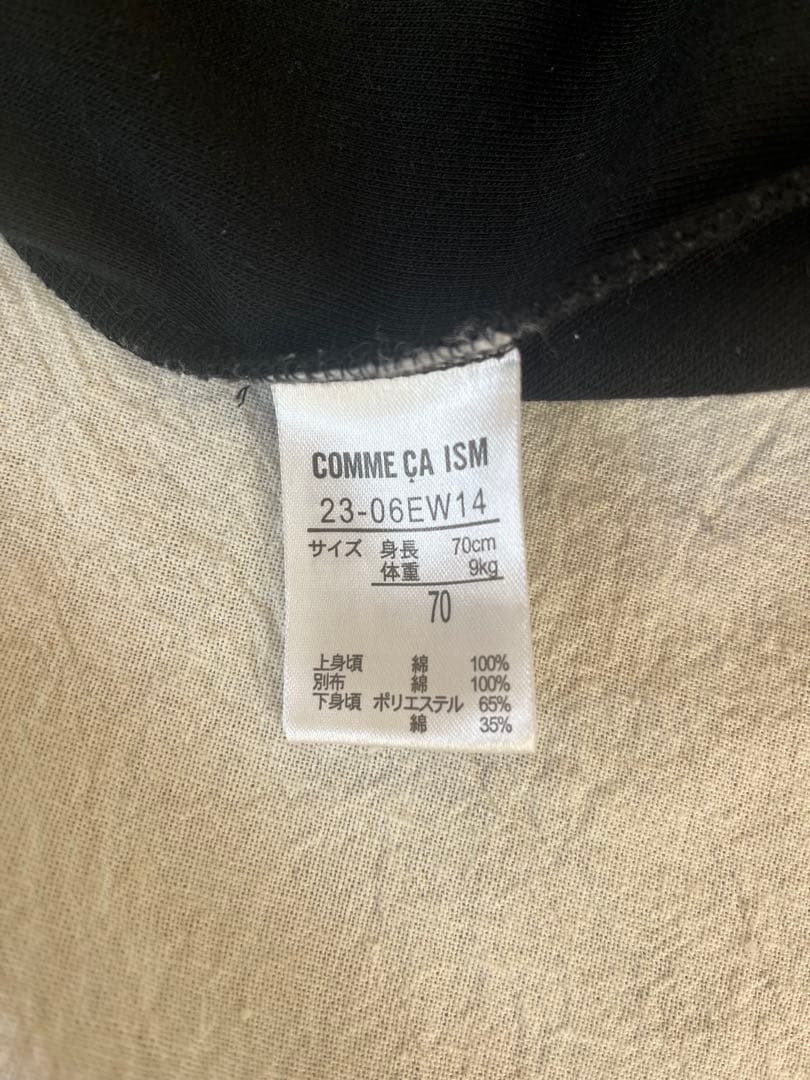 COMME ÇA ISM
23-06EW14
サイズ 身長 70cm
体重 9kg
70
上身頃 綿 100%
別布 綿 100%
下身頃 ポリエステル 65%
綿 35%